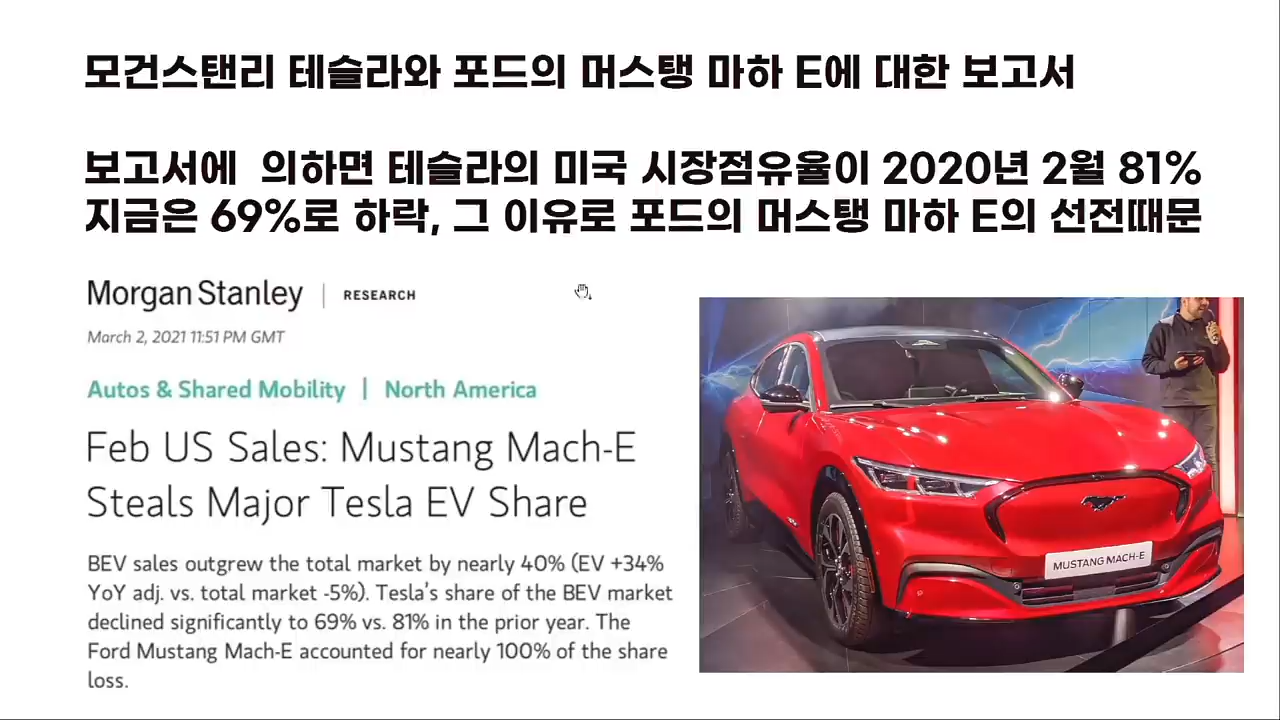 모건스탠리 테슬라와 포드의 머스탱 마하 E에 대한 보고서
보고서에 의하면 테슬라의 미국 시장점유율이 2020년 2월 81%
지금은 69%로 하락, 그 이유로 포드의 머스탱 마하 E의 선전때문
Morgan Stanley | RESEARCH
March 2, 2021 11:51 PM GMT
Autos & Shared Mobility | North America
Feb US Sales: Mustang Mach-E
Steals Major Tesla EV Share
BEV sales outgrew the total market by nearly 40% (EV +34%
YoY adj. vs. total market -5%). Tesla's share of the BEV market
declined significantly to 69% vs. 81% in the prior year. The
Ford Mustang Mach-E accounted for nearly 100% of the share
loss.
MUSTANG MACH-E